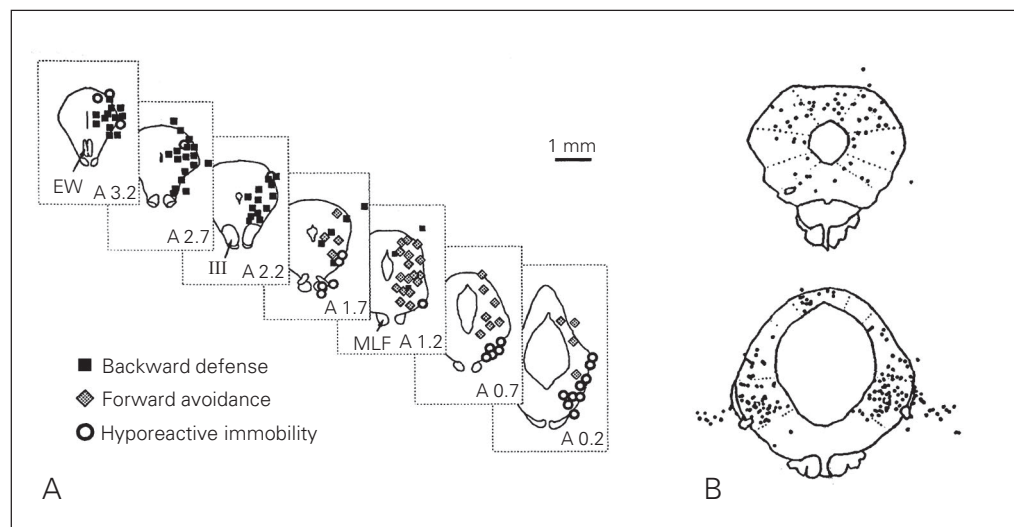 EW
A 3.2
A 2.7
III
A 2.2
A 1.7
MLF
A 1.2
A 0.7
A 0.2
1 mm
Backward defense
Forward avoidance
Hyporeactive immobility
A
B